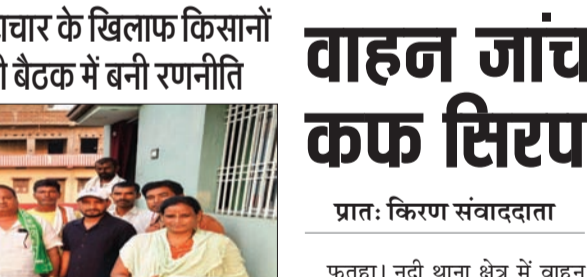 के खिलाफ किसानों
बैठक में बनी रणनीति
वाहन जांच
कफ सिरप
प्रातः किरण संवाददाता
फतुहा। नदी थाना क्षेत्र में वाहन